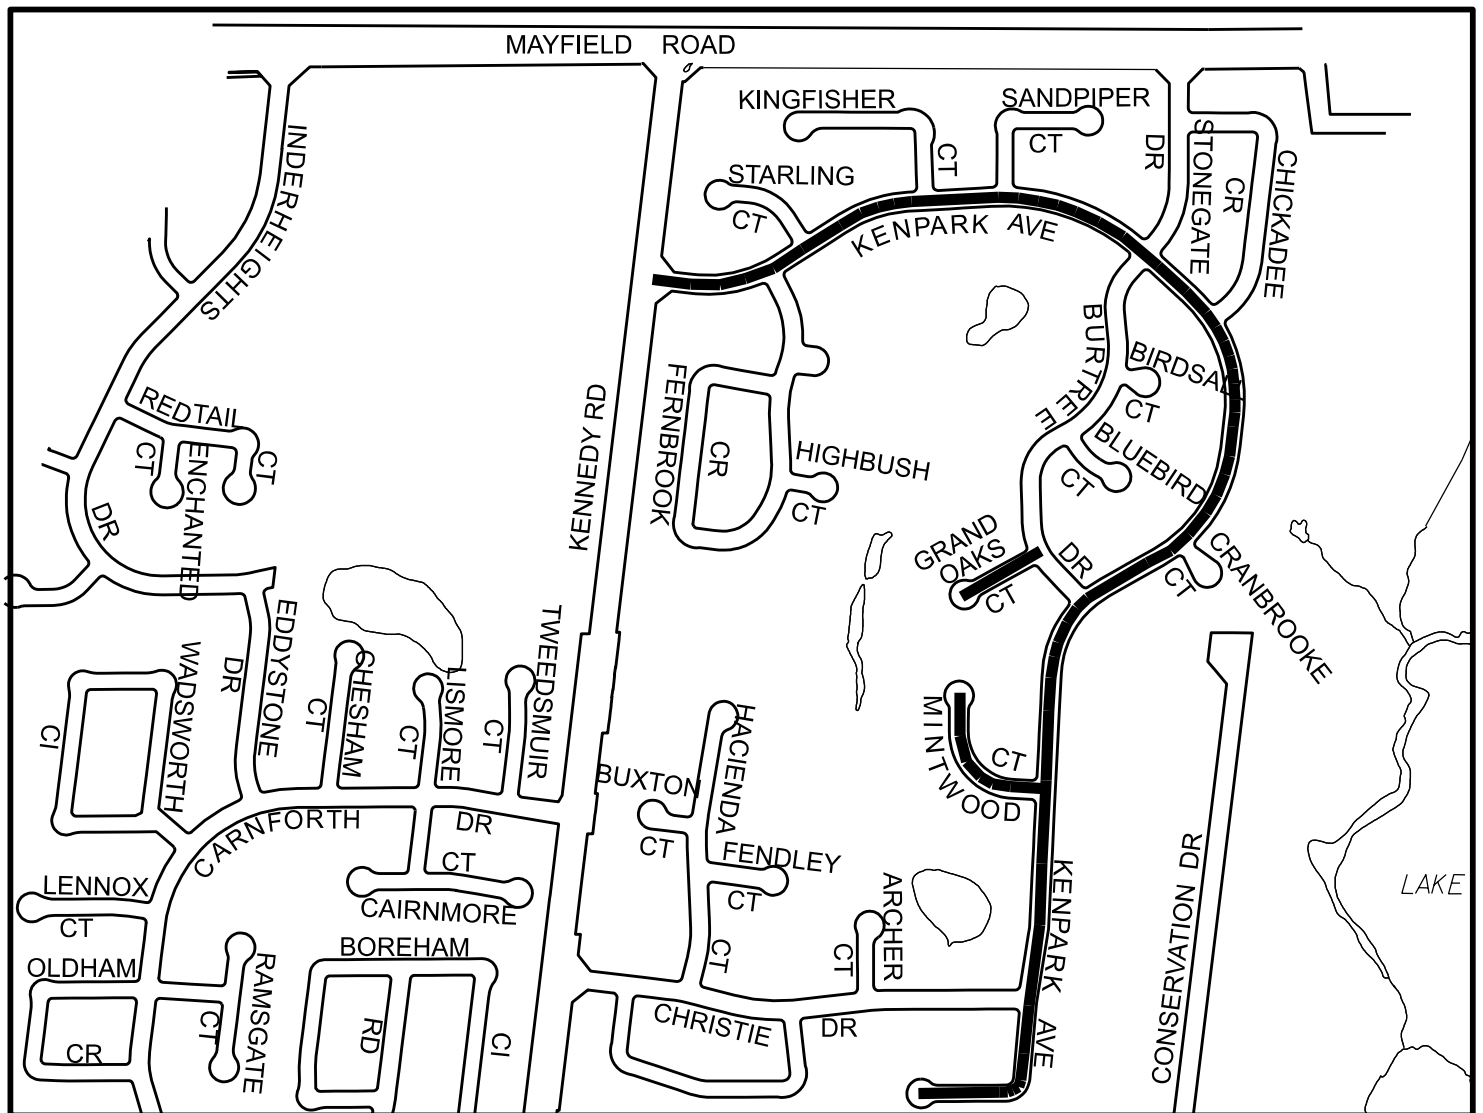 MAYFIELD ROAD
KINGFISHER
CT
SANDPIPER
CT
STARLING
CT
KENPARK AVE
DR
STONEGATE
CR
CHICKADEE
INDERHEIGHTS
DR
REDTAIL
CT
ENCHANTED
CT
KENNEDY RD
FERNBROOK
CR
HIGHBUSH
CT
BURTREE
DR
BIRDSALL
CT
BLUEBIRD
CT
GRAND
OAKS
CT
CRANBROOKE
CT
EDDYSTONE
DR
WADSWORTH
CI
CHESHAM
CT
LISMORE
CT
TWEEDSMUIR
CT
HACIENDA
CT
BUXTON
CT
FENDLEY
CT
MINTWOOD
CT
CARNFORTH
DR
CT
CAIRNMORE
LENNOX
CT
OLDHAM
CR
RAMSGATE
CT
BOREHAM
RD
CI
ARCHER
CT
CHRISTIE
DR
KENPARK AVE
CONSERVATION DR
LAKE